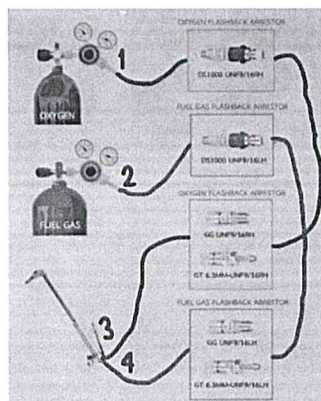 OXYGEN FLASHBACK ARRESTOR
1
DS1000 UNF9/16RH
OXYGEN
FUEL GAS FLASHBACK ARRESTOR
DS1000 UNF9/16LH
2
FUEL GAS
OXYGEN FLASHBACK ARRESTOR
GG UNF9/16RH
GT 6.3MM-UNF9/16RH
3
4
FUEL GAS FLASHBACK ARRESTOR
GG UNF9/16LH
GT 6.3MM-UNF9/16LH